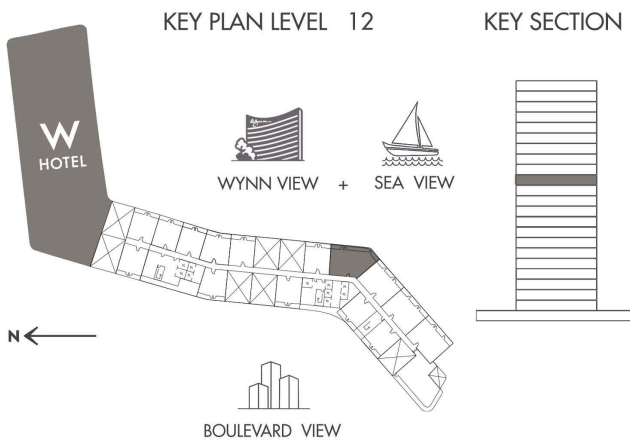 KEY PLAN LEVEL 12
KEY SECTION
W
HOTEL
WYNN VIEW + SEA VIEW
N
BOULEVARD VIEW